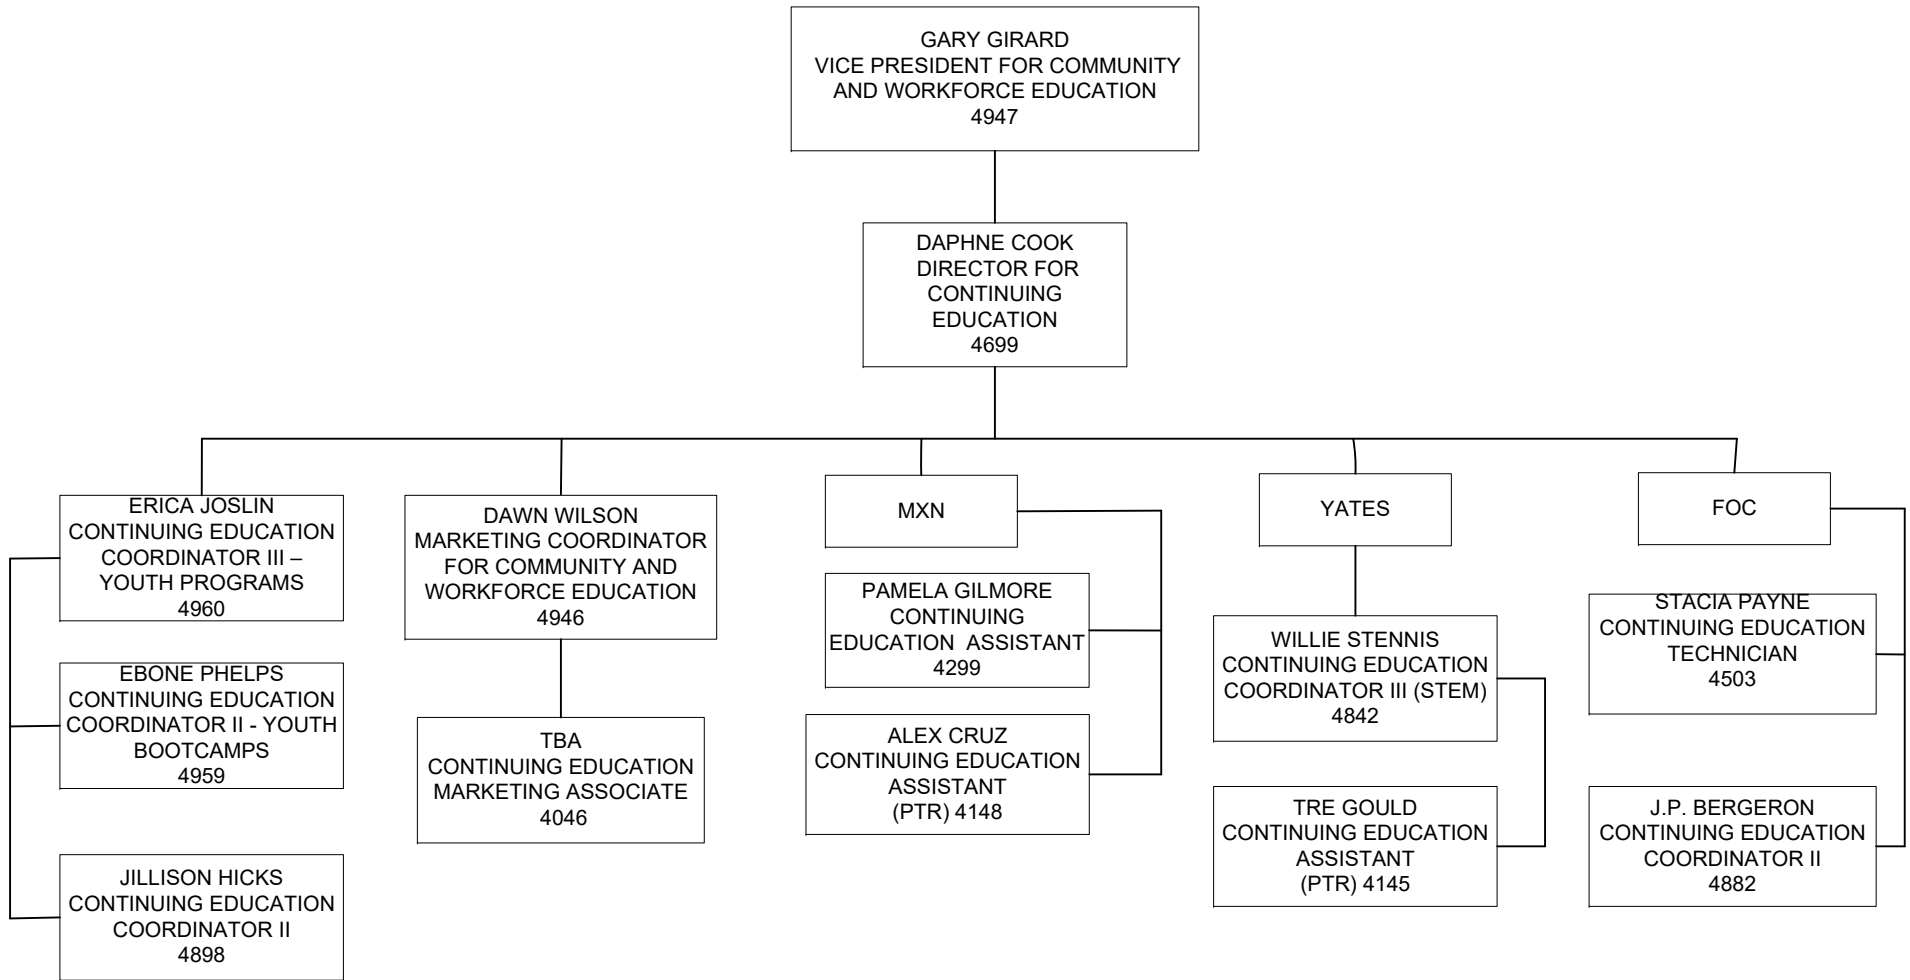 GARY GIRARD
VICE PRESIDENT FOR COMMUNITY
AND WORKFORCE EDUCATION
4947
DAPHNE COOK
DIRECTOR FOR
CONTINUING
EDUCATION
4699
ERICA JOSLIN
CONTINUING EDUCATION
COORDINATOR III –
YOUTH PROGRAMS
4960
EBONE PHELPS
CONTINUING EDUCATION
COORDINATOR II - YOUTH
BOOTCAMPS
4959
JILLISON HICKS
CONTINUING EDUCATION
COORDINATOR II
4898
DAWN WILSON
MARKETING COORDINATOR
FOR COMMUNITY AND
WORKFORCE EDUCATION
4946
TBA
CONTINUING EDUCATION
MARKETING ASSOCIATE
4046
MXN
PAMELA GILMORE
CONTINUING
EDUCATION ASSISTANT
4299
ALEX CRUZ
CONTINUING EDUCATION
ASSISTANT
(PTR) 4148
YATES
WILLIE STENNIS
CONTINUING EDUCATION
COORDINATOR III (STEM)
4842
TRE GOULD
CONTINUING EDUCATION
ASSISTANT
(PTR) 4145
FOC
STACIA PAYNE
CONTINUING EDUCATION
TECHNICIAN
4503
J.P. BERGERON
CONTINUING EDUCATION
COORDINATOR II
4882